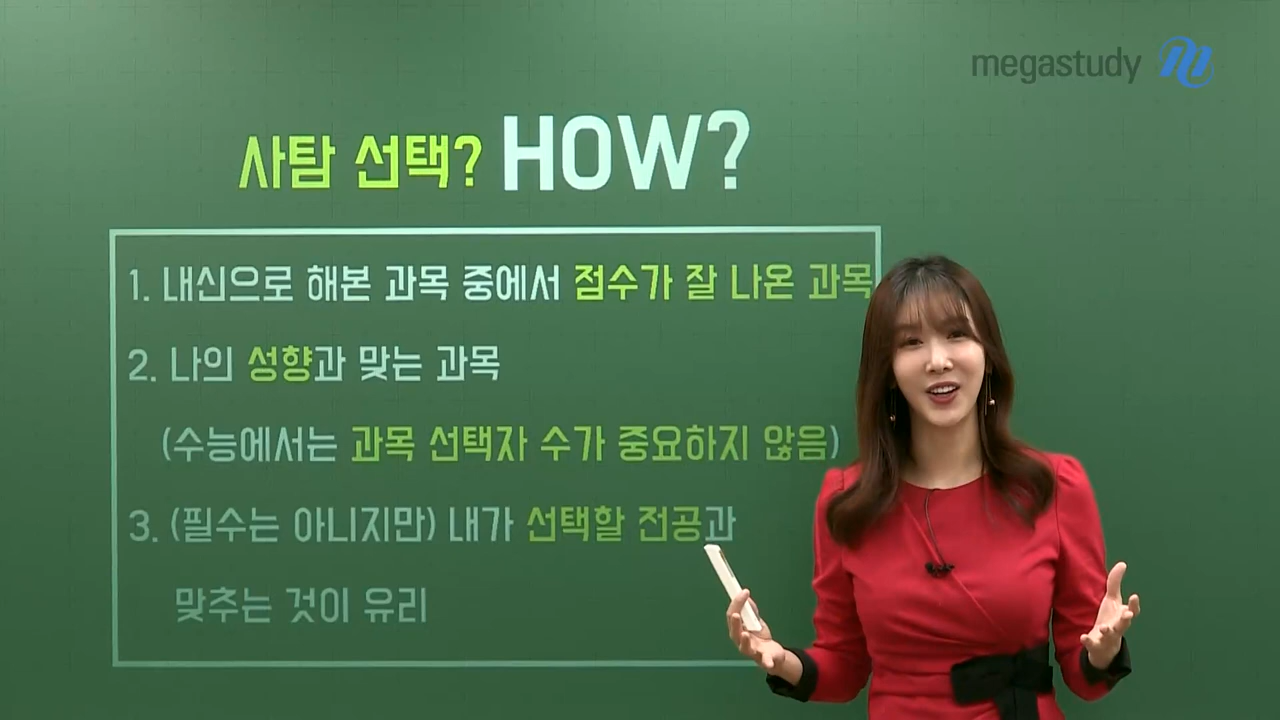 megastudy
사탐 선택? HOW?
1. 내신으로 해본 과목 중에서 점수가 잘 나온 과목
2. 나의 성향과 맞는 과목
(수능에서는 과목 선택자 수가 중요하지 않음)
3. (필수는 아니지만) 내가 선택할 전공과
맞추는 것이 유리